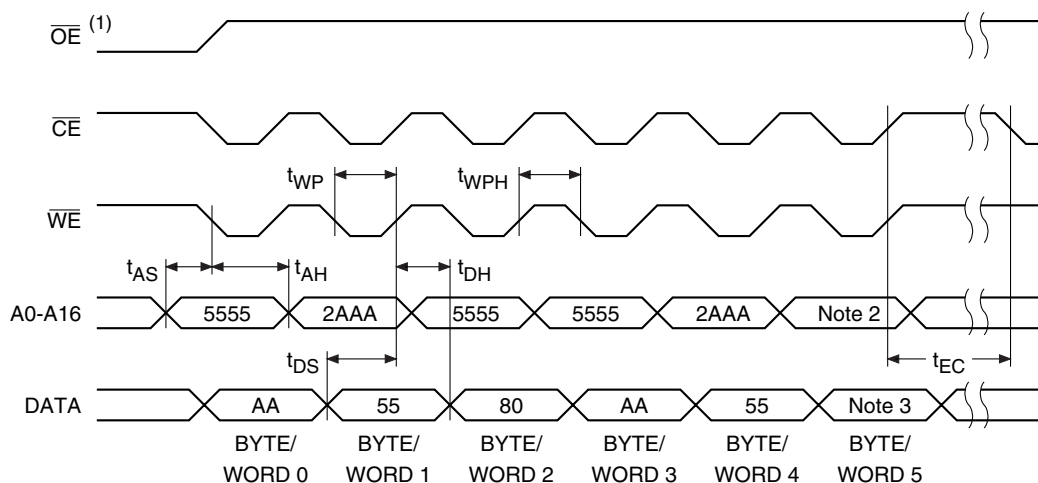 OE (1)
CE
tWP tWPH
WE
tAS tAH tDH
A0-A16 5555 2AAA 5555 5555 2AAA Note 2
tDS tEC
DATA AA 55 80 AA 55 Note 3
BYTE/ BYTE/ BYTE/ BYTE/ BYTE/ BYTE/
WORD 0 WORD 1 WORD 2 WORD 3 WORD 4 WORD 5